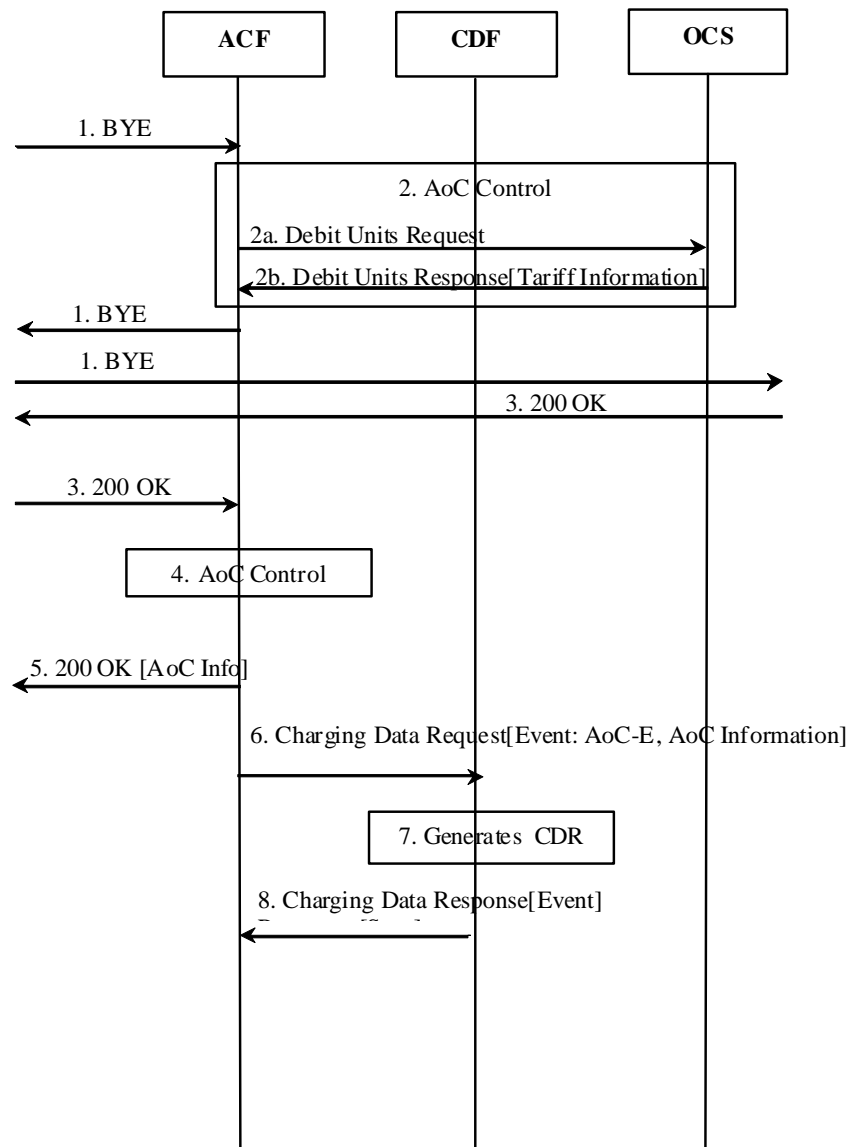 ACF
CDF
OCS
1. BYE
2. AoC Control
2a. Debit Units Request
2b. Debit Units Response[Tariff Information]
1. BYE
1. BYE
3. 200 OK
3. 200 OK
4. AoC Control
5. 200 OK [AoC Info]
6. Charging Data Request[Event: AoC-E, AoC Information]
7. Generates CDR
8. Charging Data Response[Event]